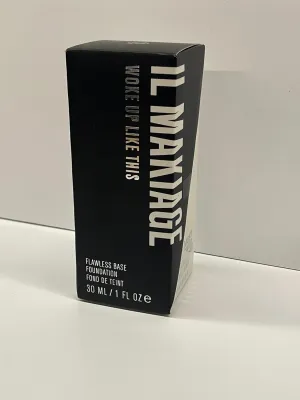 IL MAKIAGE
WOKE UP LIKE THIS
FLAWLESS BASE
FOUNDATION
FOND DE TEINT
30 ML / 1 FL OZ e